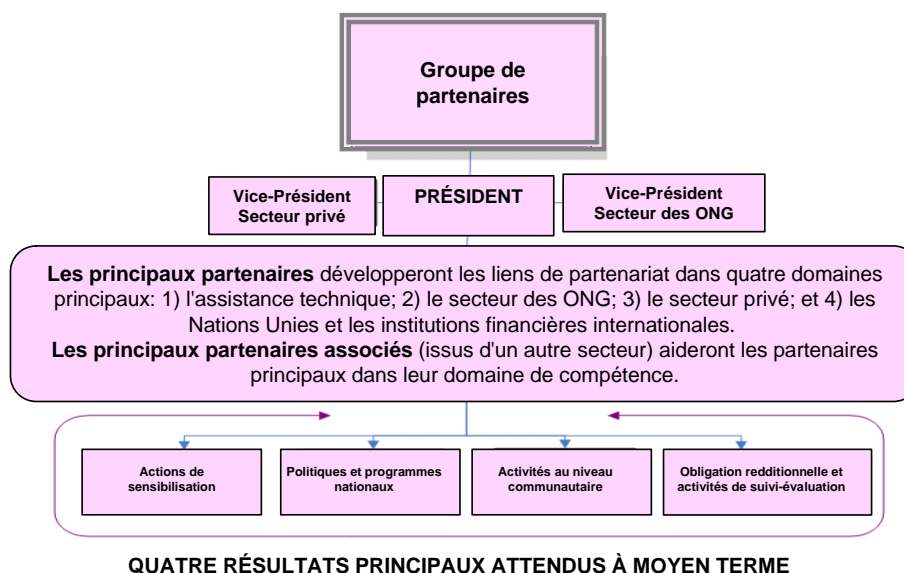 Groupe de
partenaires
Vice-Président
Secteur privé
PRÉSIDENT
Vice-Président
Secteur des ONG
Les principaux partenaires développeront les liens de partenariat dans quatre domaines
principaux: 1) l'assistance technique; 2) le secteur des ONG; 3) le secteur privé; et 4) les
Nations Unies et les institutions financières internationales.
Les principaux partenaires associés (issus d'un autre secteur) aideront les partenaires
principaux dans leur domaine de compétence.
Actions de
sensibilisation
Politiques et programmes
nationaux
Activités au niveau
communautaire
Obligation redditionnelle et
activités de suivi-évaluation
QUATRE RÉSULTATS PRINCIPAUX ATTENDUS À MOYEN TERME